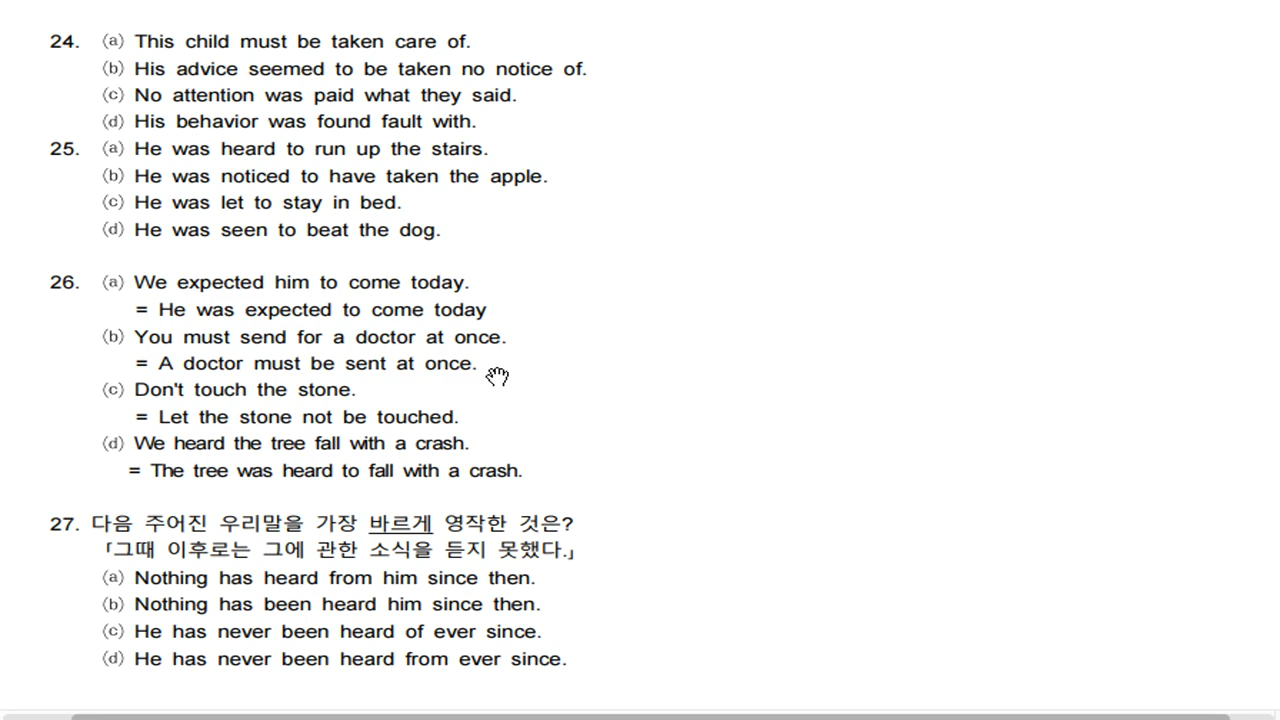 24. (a) This child must be taken care of.
(b) His advice seemed to be taken no notice of.
(c) No attention was paid what they said.
(d) His behavior was found fault with.
25. (a) He was heard to run up the stairs.
(b) He was noticed to have taken the apple.
(c) He was let to stay in bed.
(d) He was seen to beat the dog.
26. (a) We expected him to come today.
= He was expected to come today
(b) You must send for a doctor at once.
= A doctor must be sent at once.
(c) Don't touch the stone.
= Let the stone not be touched.
(d) We heard the tree fall with a crash.
= The tree was heard to fall with a crash.
27. 다음 주어진 우리말을 가장 바르게 영작한 것은?
「그때 이후로는 그에 관한 소식을 듣지 못했다.」
(a) Nothing has heard from him since then.
(b) Nothing has been heard him since then.
(c) He has never been heard of ever since.
(d) He has never been heard from ever since.